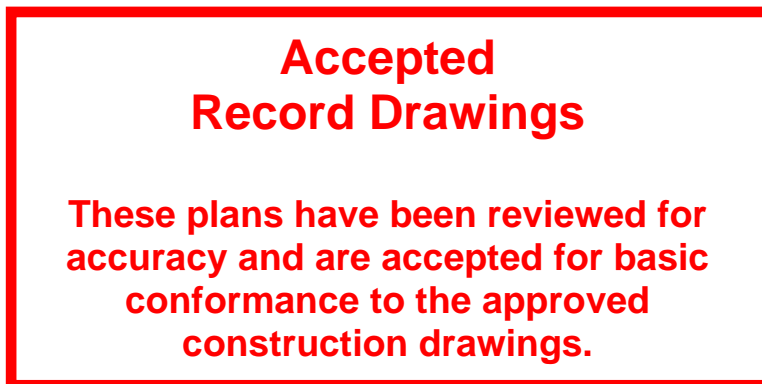 Accepted
Record Drawings
These plans have been reviewed for
accuracy and are accepted for basic
conformance to the approved
construction drawings.